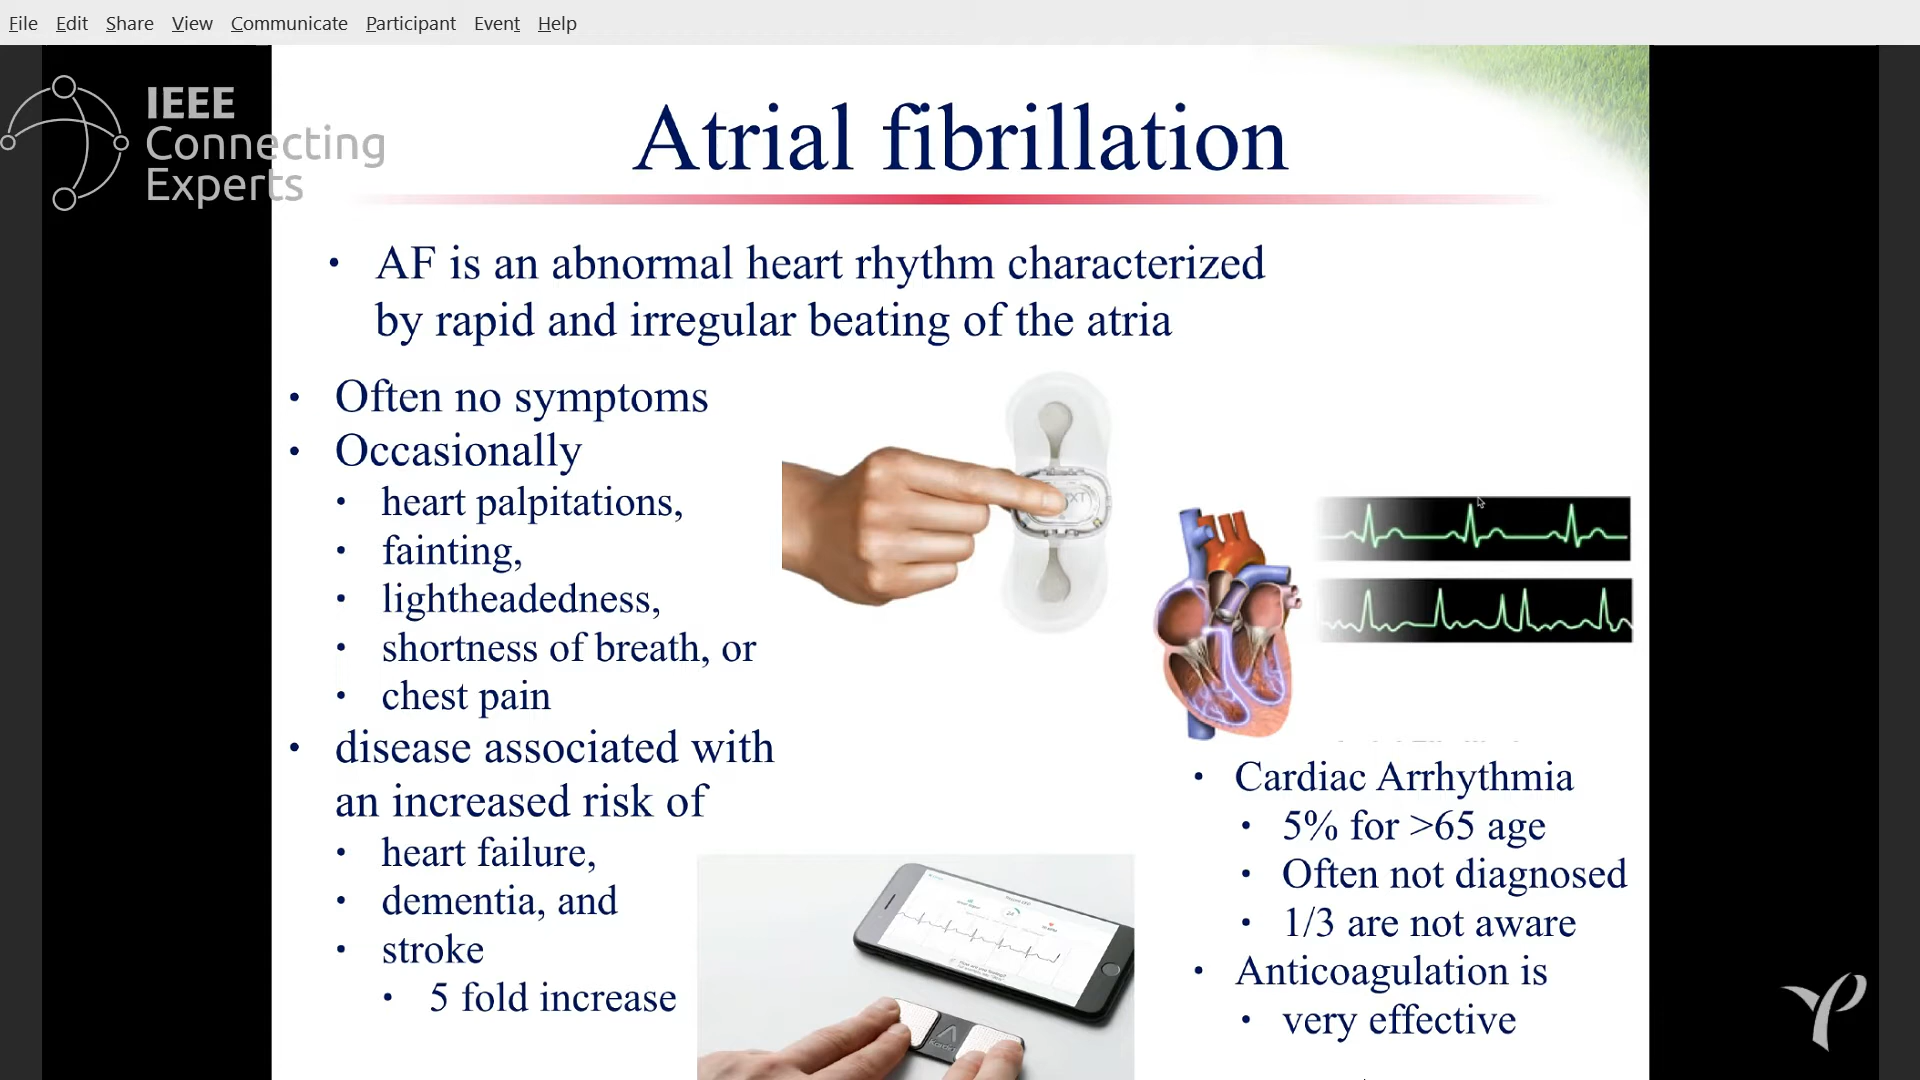 File Edit Share View Communicate Participant Event Help
IEEE
Connecting
Experts
Atrial fibrillation
• AF is an abnormal heart rhythm characterized
by rapid and irregular beating of the atria
• Often no symptoms
• Occasionally
• heart palpitations,
• fainting,
• lightheadedness,
• shortness of breath, or
• chest pain
• disease associated with
an increased risk of
• heart failure,
• dementia, and
• stroke
• 5 fold increase
• Cardiac Arrhythmia
• 5% for >65 age
• Often not diagnosed
• 1/3 are not aware
• Anticoagulation is
• very effective